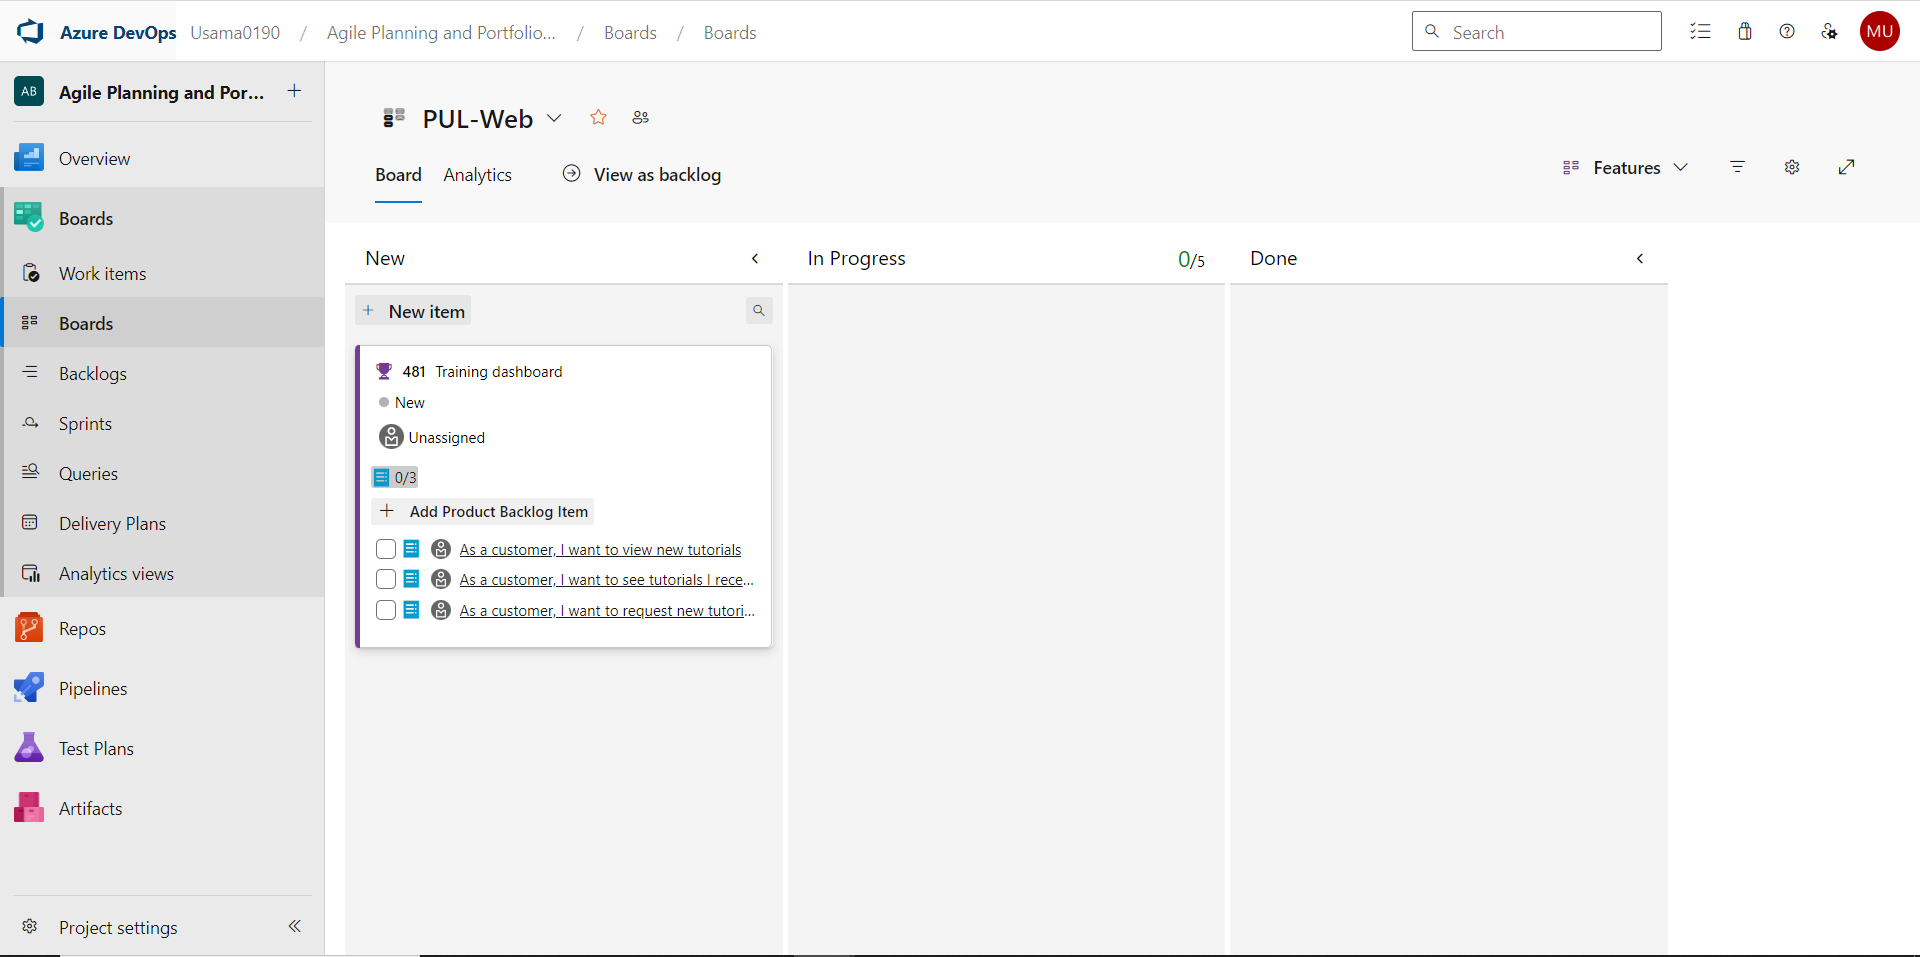 Azure DevOps Usama0190 / Agile Planning and Portfolio... / Boards / Boards
Search
MU
AB Agile Planning and Por...
Overview
Boards
Work items
Boards
Backlogs
Sprints
Queries
Delivery Plans
Analytics views
Repos
Pipelines
Test Plans
Artifacts
Project settings
PUL-Web
Board Analytics View as backlog
Features
New In Progress 0/5 Done
+ New item
481 Training dashboard
New
Unassigned
0/3
+ Add Product Backlog Item
As a customer, I want to view new tutorials
As a customer, I want to see tutorials I rece...
As a customer, I want to request new tutori...